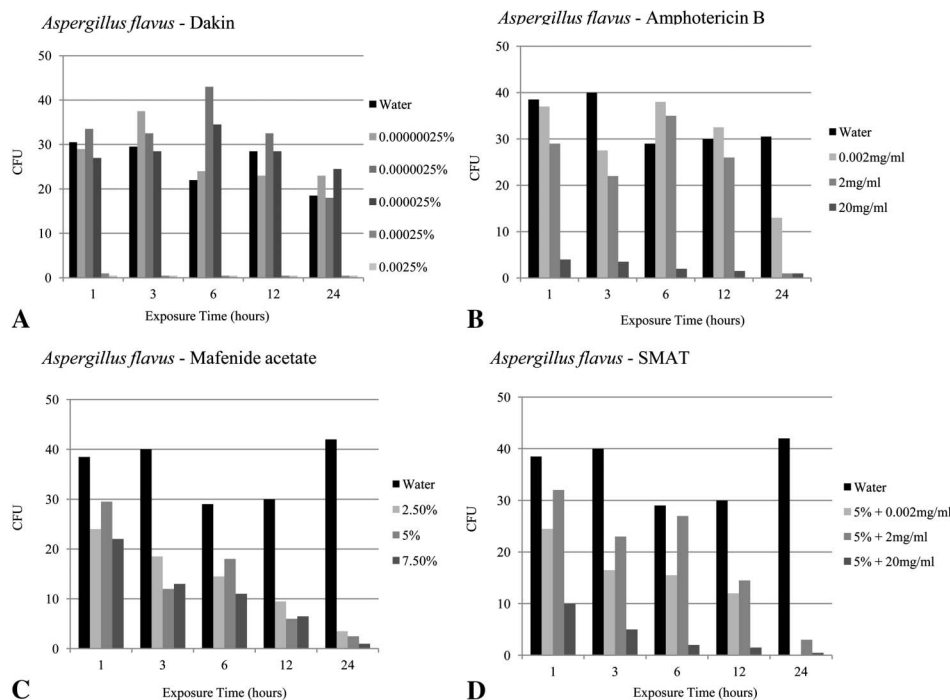 Aspergillus flavus - Dakin
50
40
30
20
10
0
CFU
1 3 6 12 24
Exposure Time (hours)
Water
0.00000025%
0.0000025%
0.000025%
0.00025%
0.0025%
A
Aspergillus flavus - Amphotericin B
50
40
30
20
10
0
CFU
1 3 6 12 24
Exposure Time (hours)
Water
0.002mg/ml
2mg/ml
20mg/ml
B
Aspergillus flavus - Mafenide acetate
50
40
30
20
10
0
CFU
1 3 6 12 24
Exposure Time (hours)
Water
2.50%
5%
7.50%
C
Aspergillus flavus - SMAT
50
40
30
20
10
0
CFU
1 3 6 12 24
Exposure Time (hours)
Water
5% + 0.002mg/ml
5% + 2mg/ml
5% + 20mg/ml
D